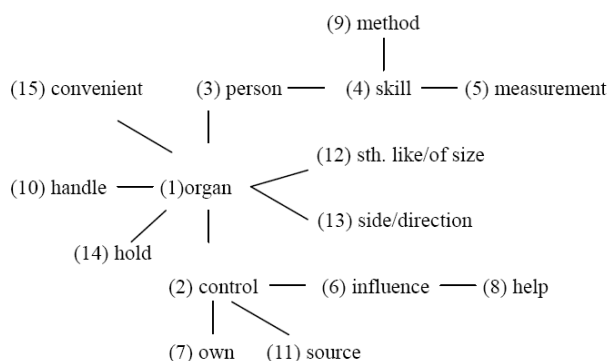 (9) method
(15) convenient (3) person (4) skill (5) measurement
(12) sth. like/of size
(10) handle (1)organ
(13) side/direction
(14) hold
(2) control (6) influence (8) help
(7) own (11) source